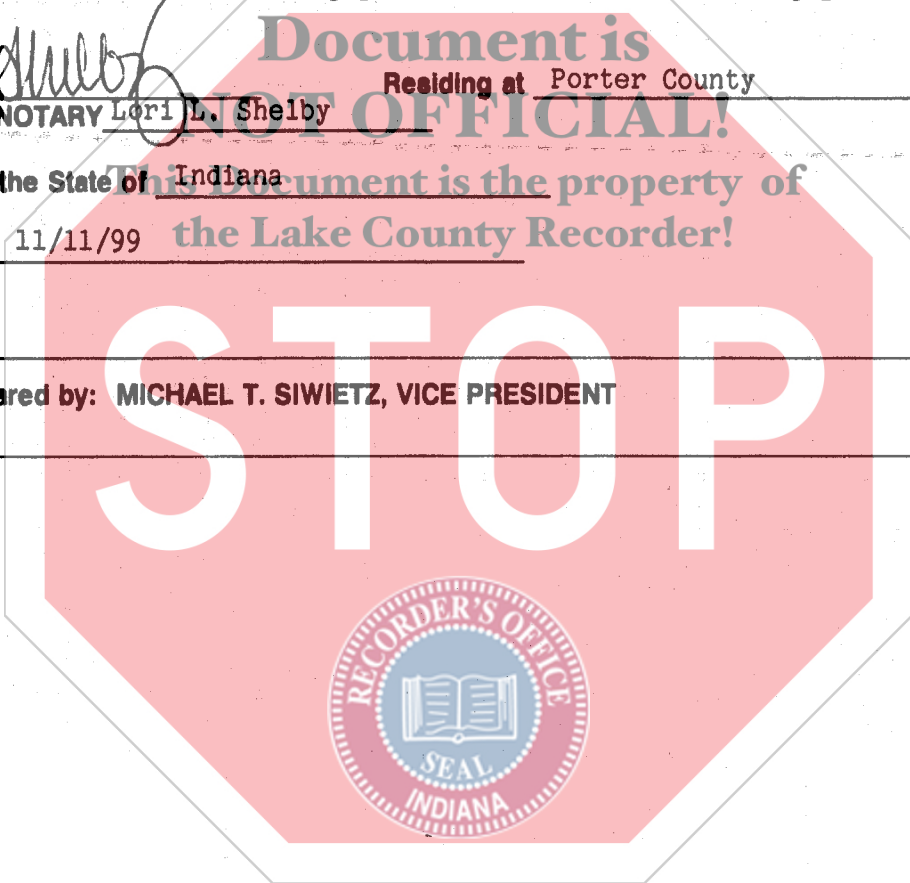 Document is
Residing at Porter County
NOTARY Lori L. Shelby
NOT OFFICIAL!
the State of Indiana
This Document is the property of
11/11/99
the Lake County Recorder!
ared by: MICHAEL T. SIWIETZ, VICE PRESIDENT
STOP
RECORDER'S OFFICE
SEAL
INDIANA